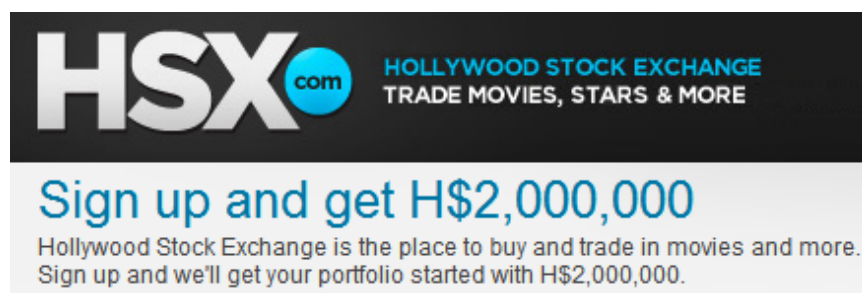 HSX.com
HOLLYWOOD STOCK EXCHANGE
TRADE MOVIES, STARS & MORE
Sign up and get H$2,000,000
Hollywood Stock Exchange is the place to buy and trade in movies and more.
Sign up and we'll get your portfolio started with H$2,000,000.